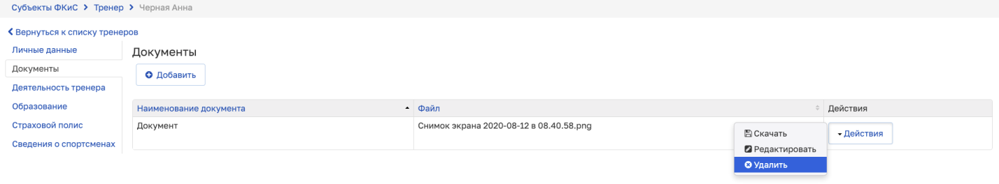 Субъекты ФКиС > Тренер > Черная Анна
Вернуться к списку тренеров
Личные данные
Документы
Деятельность тренера
Образование
Страховой полис
Сведения о спортсменах
Документы
Добавить
Наименование документа Файл Действия
Документ Снимок экрана 2020-08-12 в 08.40.58.png Действия
Скачать
Редактировать
Удалить